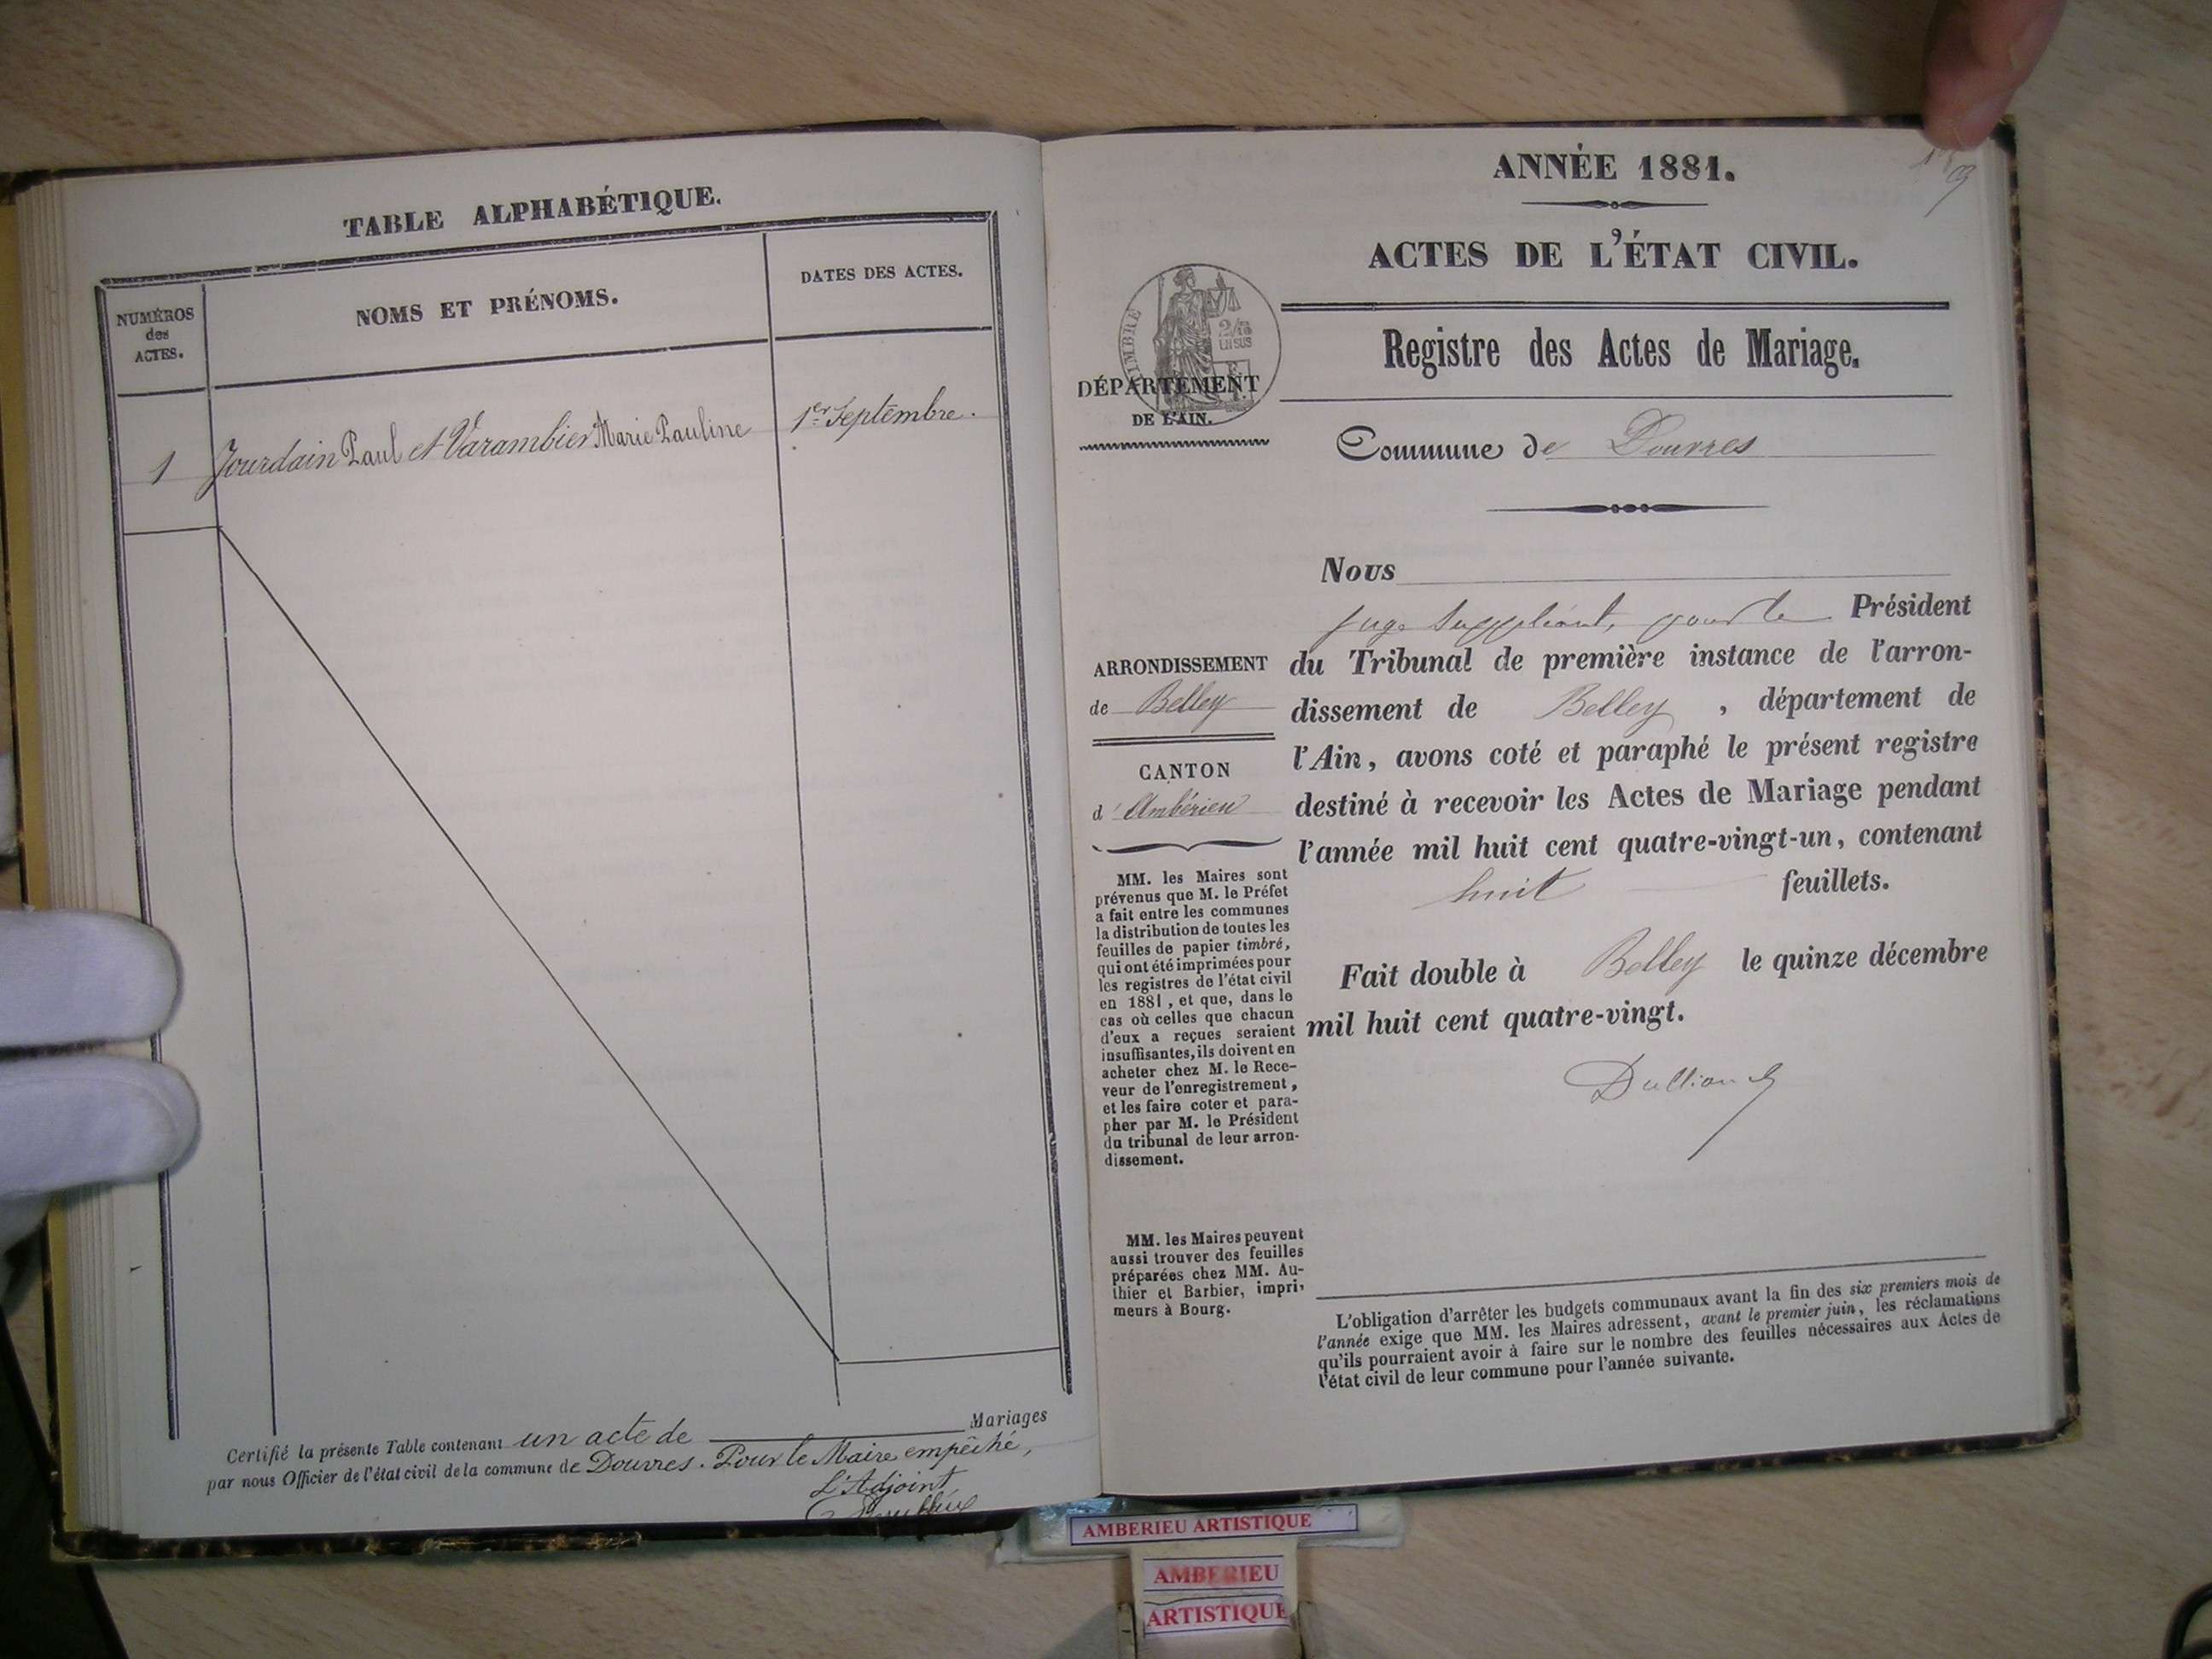 TABLE ALPHABÉTIQUE.
NUMÉROS
des
ACTES.
NOMS ET PRÉNOMS.
DATES DES ACTES.
1 Jourdain Paul et Varambier Marie Pauline 1er Septembre.
Certifié la présente Table contenant un acte de Mariages
par nous Officier de l'état civil de la commune de Douvres. Pour le Maire empêché,
L'Adjoint
ANNÉE 1881.
ACTES DE L'ÉTAT CIVIL.
TIMBRE
2/10
EN SUS
DÉPARTEMENT
DE L'AIN.
Registre des Actes de Mariage.
Commune de Douvres
Nous
juge suppléant, pour le Président
du Tribunal de première instance de l'arron-
dissement de Belley, département de
l'Ain, avons coté et paraphé le présent registre
destiné à recevoir les Actes de Mariage pendant
l'année mil huit cent quatre-vingt-un, contenant
huit feuillets.
Fait double à Belley le quinze décembre
mil huit cent quatre-vingt.
ARRONDISSEMENT
de Belley
CANTON
d'Ambérieu
MM. les Maires sont
prévenus que M. le Préfet
a fait entre les communes
la distribution de toutes les
feuilles de papier timbré,
qui ont été imprimées pour
les registres de l'état civil
en 1881, et que, dans le
cas où celles que chacun
d'eux a reçues seraient
insuffisantes, ils doivent en
acheter chez M. le Rece-
veur de l'enregistrement,
et les faire coter et para-
pher par M. le Président
du tribunal de leur arron-
dissement.
MM. les Maires peuvent
aussi trouver des feuilles
préparées chez MM. Au-
thier et Barbier, impri-
meurs à Bourg.
L'obligation d'arrêter les budgets communaux avant la fin des six premiers mois de
l'année exige que MM. les Maires adressent, avant le premier juin, les réclamations
qu'ils pourraient avoir à faire sur le nombre des feuilles nécessaires aux Actes de
l'état civil de leur commune pour l'année suivante.
AMBERIEU ARTISTIQUE
AMBERIEU
ARTISTIQUE